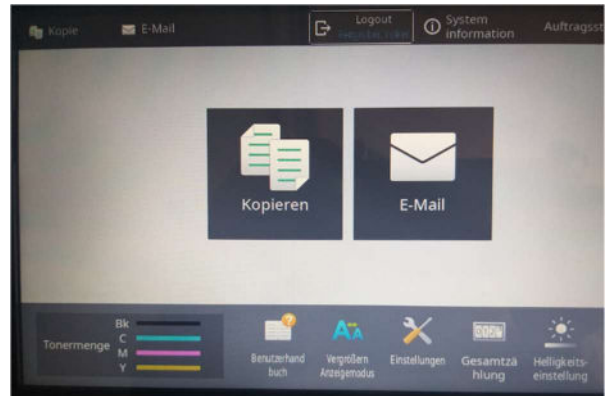 Kopie
E-Mail
Logout
System
information
Auftragsst
Kopieren
E-Mail
Tonermenge
Bk
C
M
Y
Benutzerhand
buch
Vergrößern
Anzeigemodus
Einstellungen
Gesamtzä
hlung
Helligkeits-
einstellung